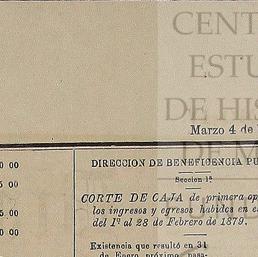 CENT
ESTU
DE HIS
DE M
Marzo 4 de
DIRECCION DE BENEFICENCIA PU
Seccion 1ª
CORTE DE CAJA de primera op
los ingresos y egresos habidos en e
del 1º al 28 de Febrero de 1879.
Existencia que resultó en 31
de Enero próximo pasa-
00
5 00
5 00
0 00